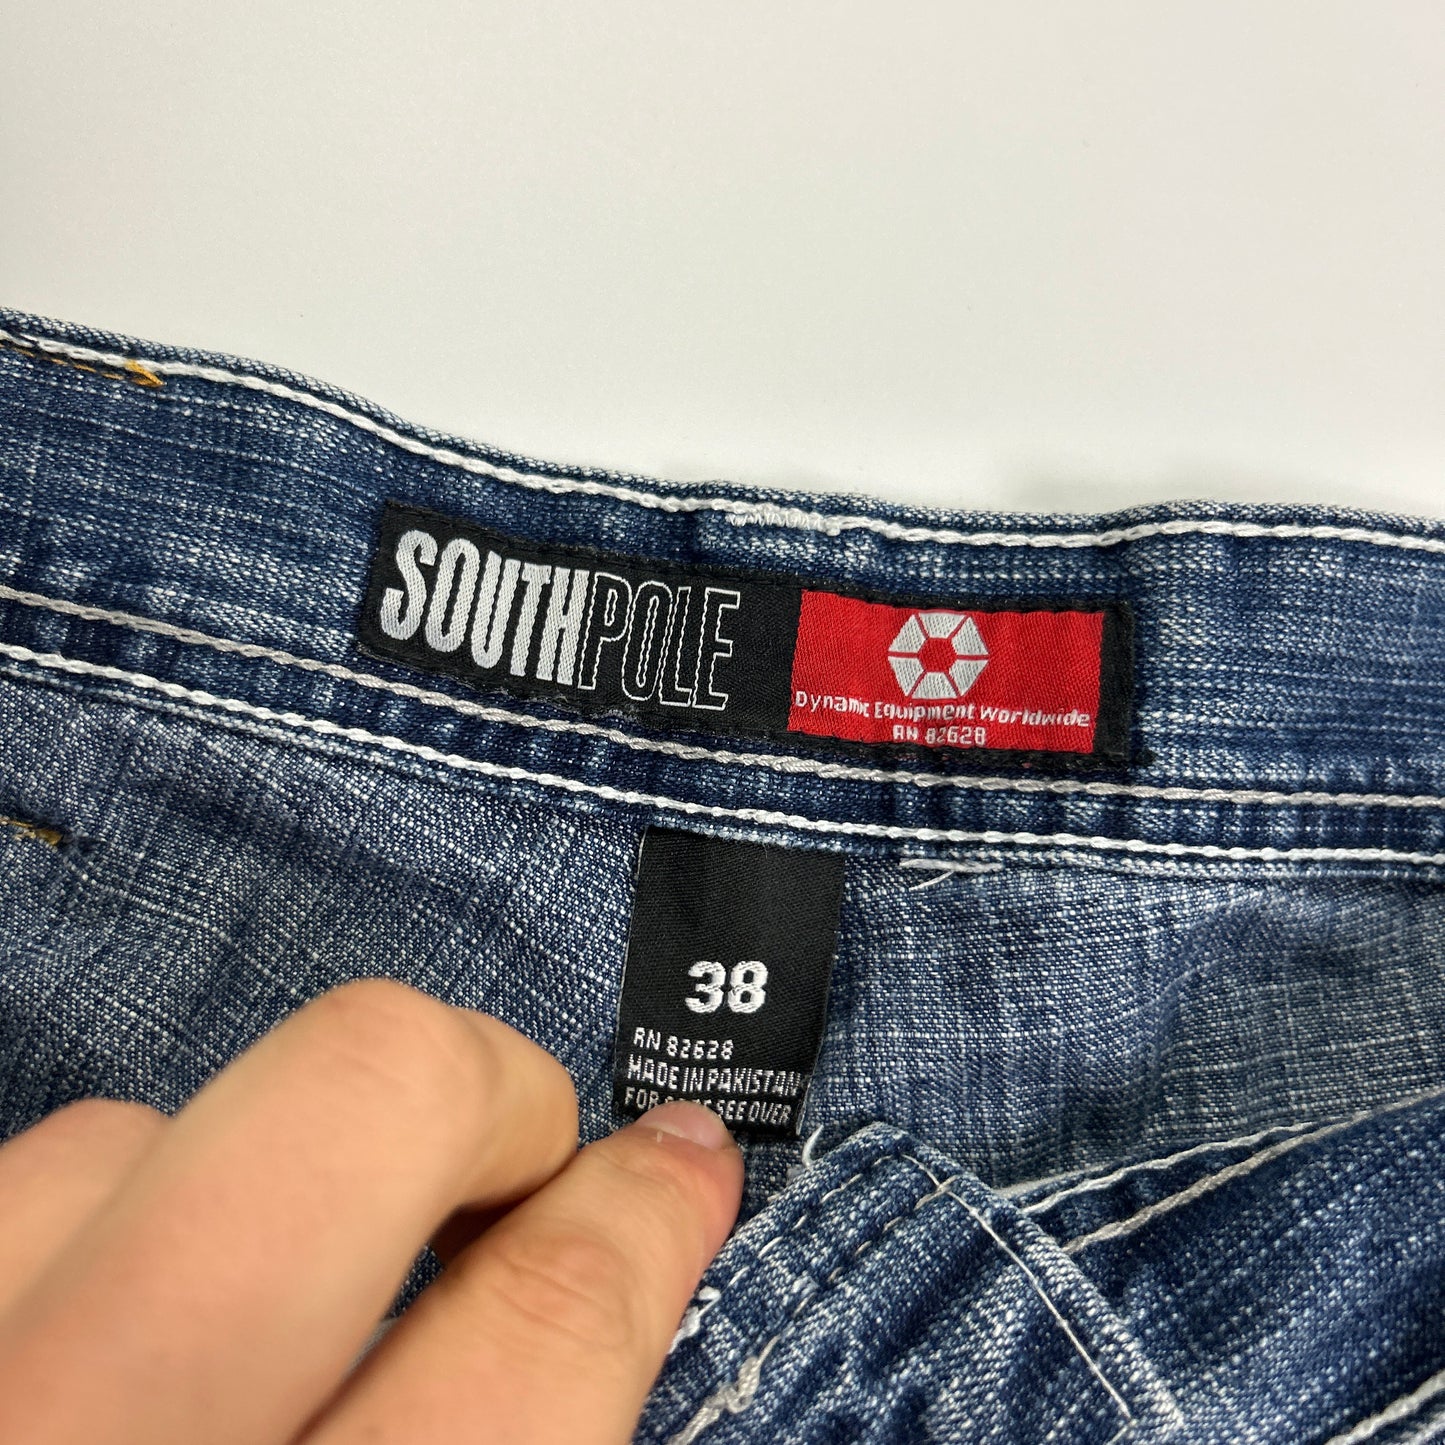 SOUTHPOLE
Dynamic Equipment Worldwide
RN 82628
38
RN 82628
MADE IN PAKISTAN
FOR SEE OVER